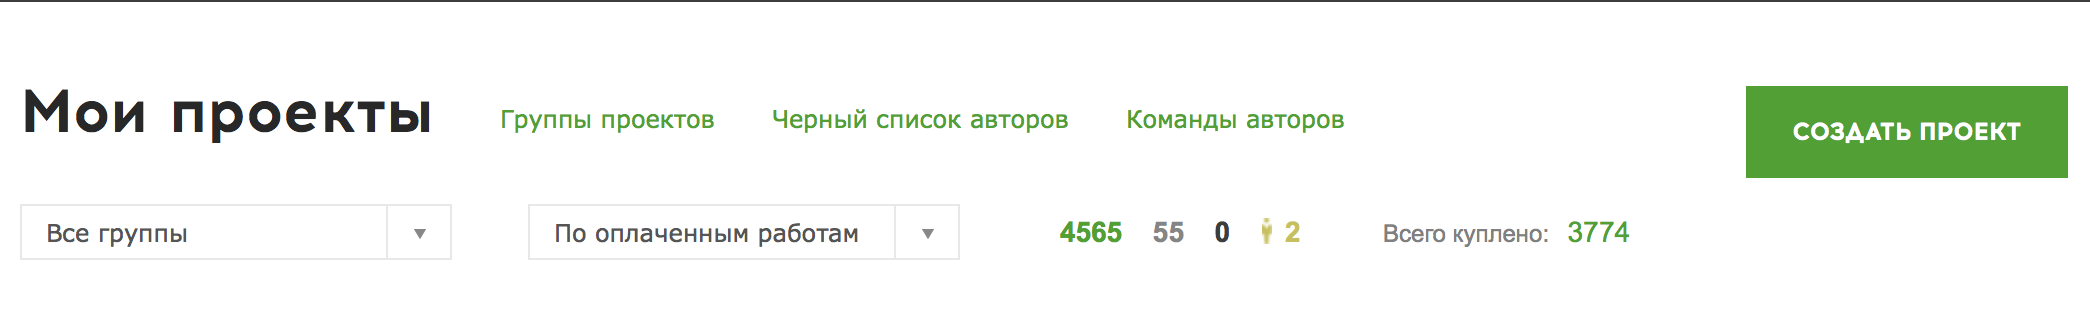 Мои проекты Группы проектов Черный список авторов Команды авторов СОЗДАТЬ ПРОЕКТ
Все группы По оплаченным работам 4565 55 0 2 Всего куплено: 3774